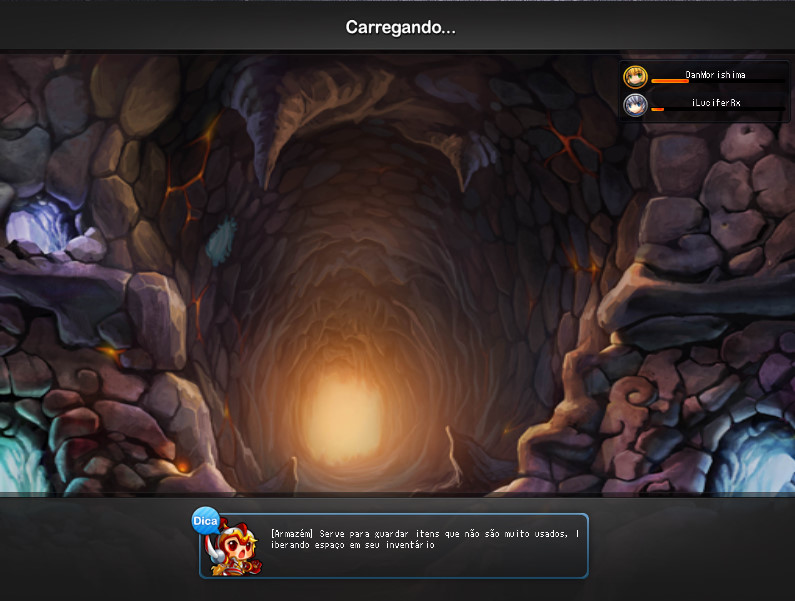 Carregando...
DanMorishima
iLuciferRx
Dica
[Armazém] Serve para guardar itens que não são muito usados, l
iberando espaço em seu inventário